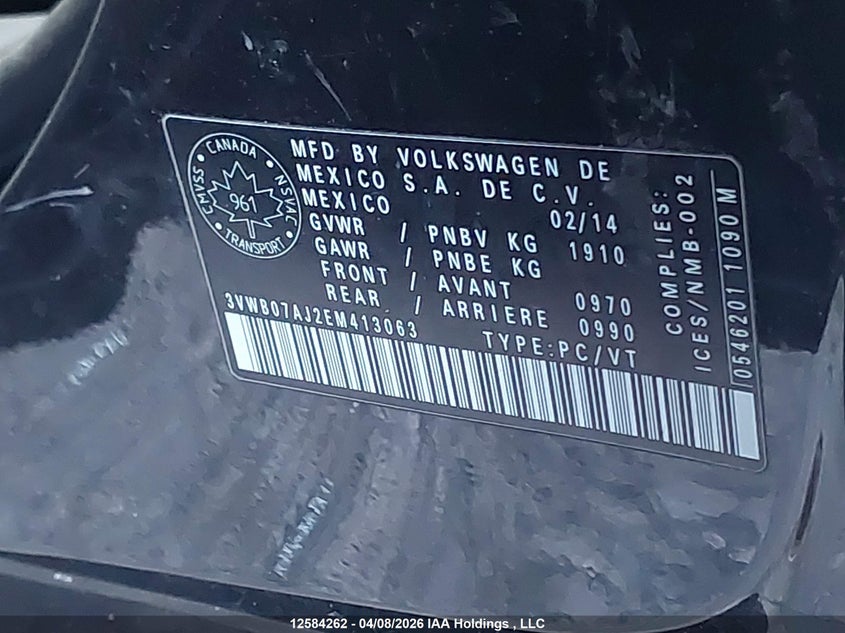 CANADA
CMVSS NSVAC
961
TRANSPORT
MFD BY VOLKSWAGEN DE
MEXICO S.A. DE C.V.
MEXICO 02/14
GVWR / PNBV KG 1910
GAWR / PNBE KG
FRONT / AVANT 0970
REAR / ARRIERE 0990
3VWB07AJ2EM413063 TYPE:PC/VT
COMPLIES:
ICES/NMB-002
0546201 1090 M
12584262 - 04/08/2026 IAA Holdings , LLC